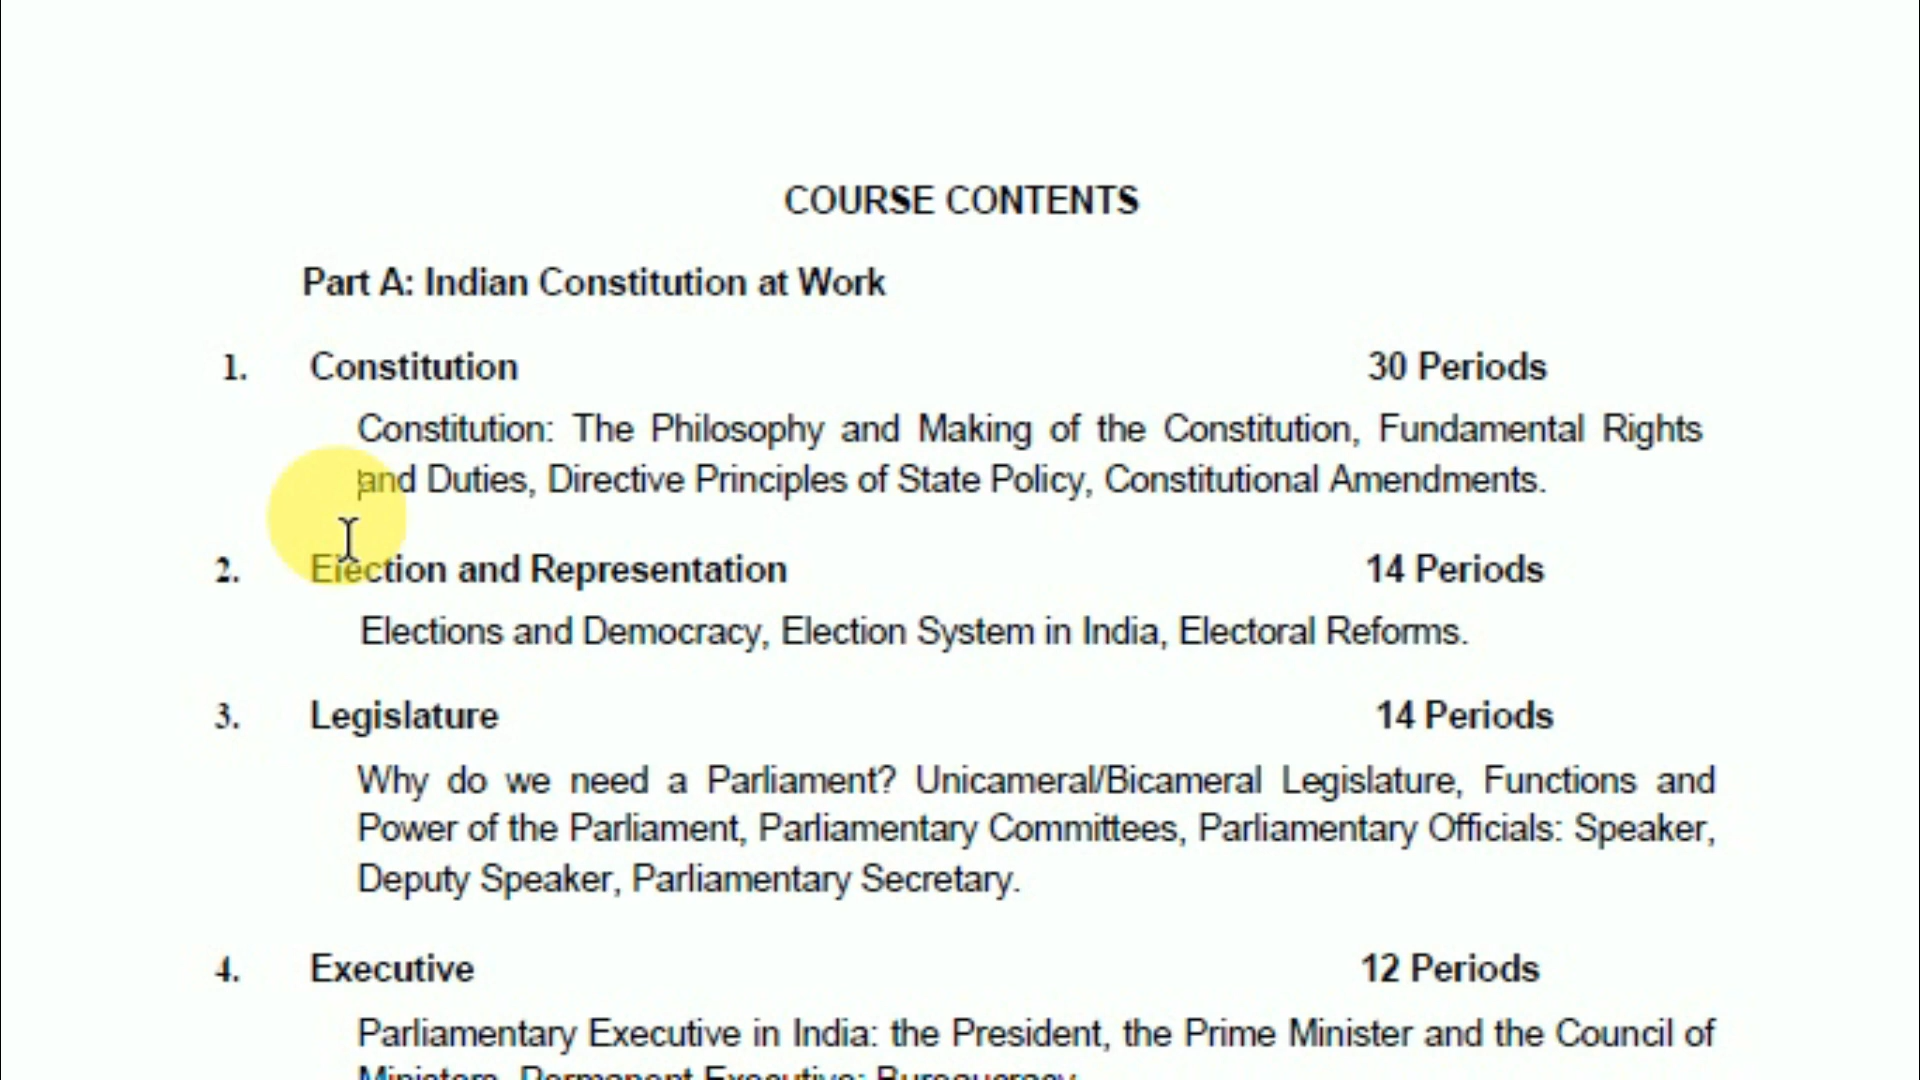 COURSE CONTENTS
Part A: Indian Constitution at Work
1. Constitution 30 Periods
Constitution: The Philosophy and Making of the Constitution, Fundamental Rights
and Duties, Directive Principles of State Policy, Constitutional Amendments.
2. Election and Representation 14 Periods
Elections and Democracy, Election System in India, Electoral Reforms.
3. Legislature 14 Periods
Why do we need a Parliament? Unicameral/Bicameral Legislature, Functions and
Power of the Parliament, Parliamentary Committees, Parliamentary Officials: Speaker,
Deputy Speaker, Parliamentary Secretary.
4. Executive 12 Periods
Parliamentary Executive in India: the President, the Prime Minister and the Council of
Ministers, Permanent Executive: Bureaucracy.